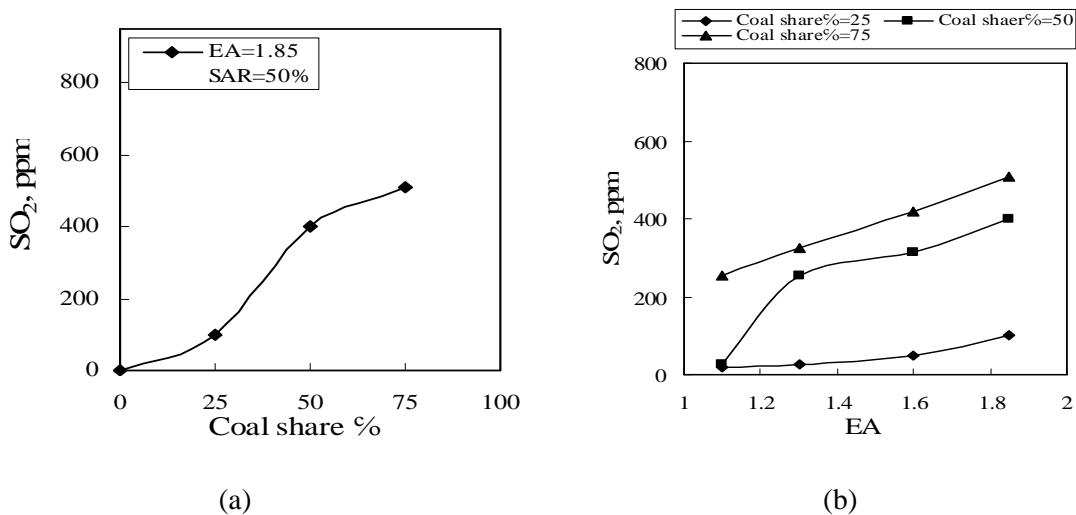 EA=1.85
SAR=50%
800
600
400
200
0
SO₂, ppm
0 25 50 75 100
Coal share %
(a)
Coal share%=25 Coal shaer%=50
Coal share%=75
800
600
400
200
0
SO₂, ppm
1 1.2 1.4 1.6 1.8 2
EA
(b)